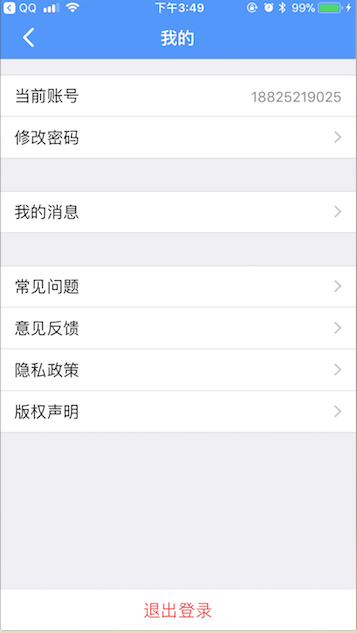 QQ 下午3:49 99%
我的
当前账号 18825219025
修改密码
我的消息
常见问题
意见反馈
隐私政策
版权声明
退出登录